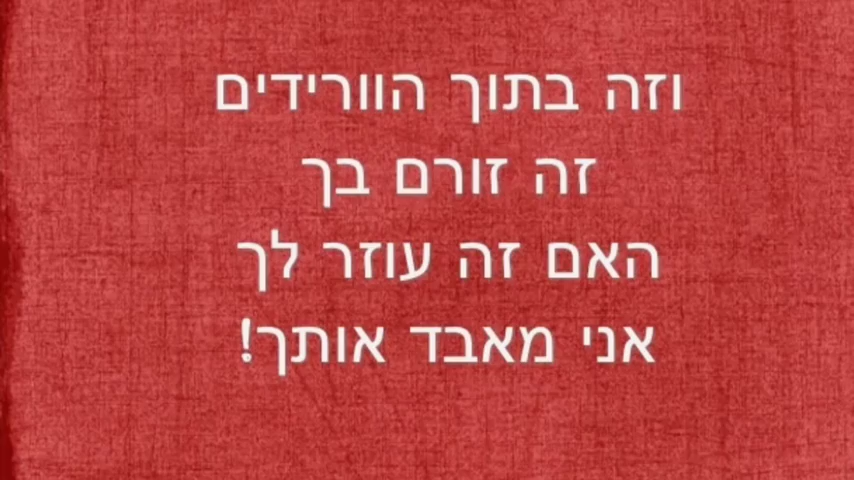 וזה בתוך הוורידים
זה זורם בך
האם זה עוזר לך
אני מאבד אותך!